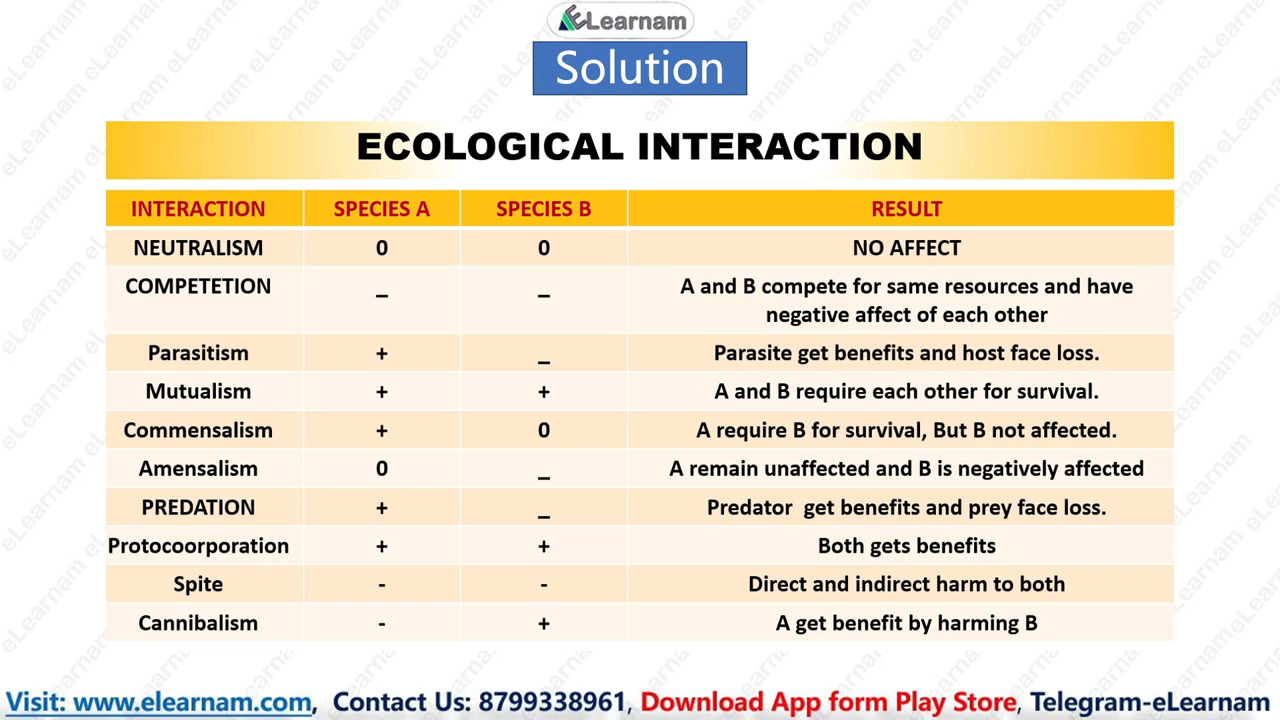 ELearnam
Solution
ECOLOGICAL INTERACTION
INTERACTION SPECIES A SPECIES B RESULT
NEUTRALISM 0 0 NO AFFECT
COMPETETION _ _ A and B compete for same resources and have
negative affect of each other
Parasitism + _ Parasite get benefits and host face loss.
Mutualism + + A and B require each other for survival.
Commensalism + 0 A require B for survival, But B not affected.
Amensalism 0 _ A remain unaffected and B is negatively affected
PREDATION + _ Predator get benefits and prey face loss.
Protocoorporation + + Both gets benefits
Spite - - Direct and indirect harm to both
Cannibalism - + A get benefit by harming B
Visit: www.elearnam.com, Contact Us: 8799338961, Download App form Play Store, Telegram-eLearnam